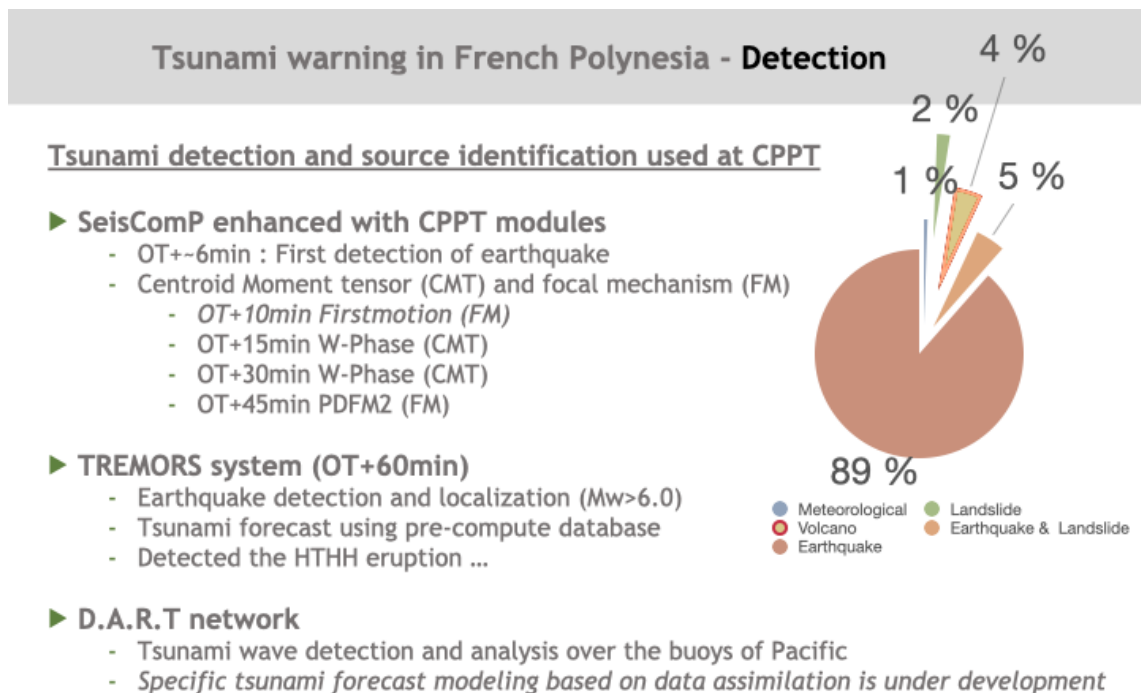 Tsunami warning in French Polynesia - Detection
Tsunami detection and source identification used at CPPT
SeisComP enhanced with CPPT modules
- OT+~6min : First detection of earthquake
- Centroid Moment tensor (CMT) and focal mechanism (FM)
- OT+10min Firstmotion (FM)
- OT+15min W-Phase (CMT)
- OT+30min W-Phase (CMT)
- OT+45min PDFM2 (FM)
TREMORS system (OT+60min)
- Earthquake detection and localization (Mw>6.0)
- Tsunami forecast using pre-compute database
- Detected the HTHH eruption ...
D.A.R.T network
- Tsunami wave detection and analysis over the buoys of Pacific
- Specific tsunami forecast modeling based on data assimilation is under development
4 %
2 %
1 %
5 %
89 %
Meteorological
Landslide
Volcano
Earthquake & Landslide
Earthquake